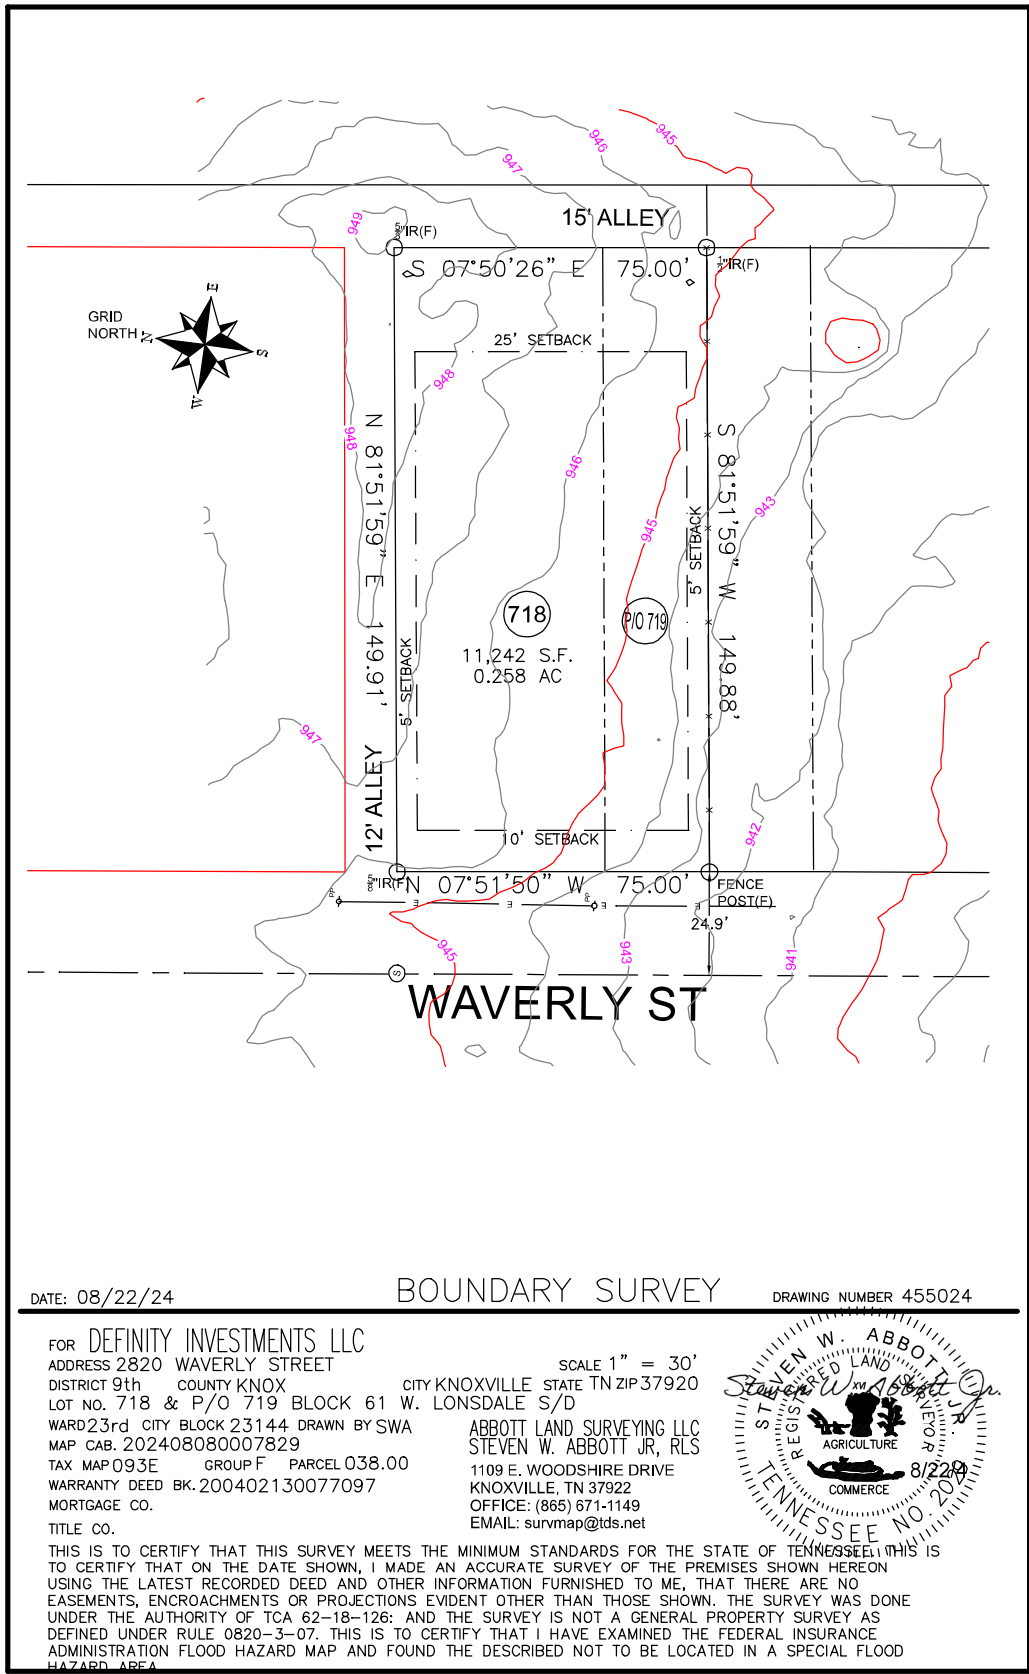 945
946
947
949
15' ALLEY
5/8"IR(F)
1/2"IR(F)
S 07°50'26" E 75.00'
GRID
NORTH
N
E
S
W
25' SETBACK
948
948
N 81°51'59" E 149.91'
946
945
943
S 81°51'59" W 149.88'
5' SETBACK
718
P/O 719
11,242 S.F.
0.258 AC
5' SETBACK
947
12' ALLEY
942
10' SETBACK
5/8"IR(F)
N 07°51'50" W 75.00'
FENCE
POST(F)
PP
PP
E
E
E
E
24.9'
945
943
941
S
WAVERLY ST
DATE: 08/22/24
BOUNDARY SURVEY
DRAWING NUMBER 455024
FOR DEFINITY INVESTMENTS LLC
ADDRESS 2820 WAVERLY STREET
SCALE 1" = 30'
DISTRICT 9th COUNTY KNOX CITY KNOXVILLE STATE TN ZIP 37920
LOT NO. 718 & P/O 719 BLOCK 61 W. LONSDALE S/D
WARD 23rd CITY BLOCK 23144 DRAWN BY SWA
MAP CAB. 202408080007829
TAX MAP 093E GROUP F PARCEL 038.00
WARRANTY DEED BK. 200402130077097
MORTGAGE CO.
TITLE CO.
ABBOTT LAND SURVEYING LLC
STEVEN W. ABBOTT JR, RLS
1109 E. WOODSHIRE DRIVE
KNOXVILLE, TN 37922
OFFICE: (865) 671-1149
EMAIL: survmap@tds.net
STEVEN W. ABBOTT JR.
REGISTERED LAND SURVEYOR
Steven W. Abbott Jr.
XVI
AGRICULTURE
COMMERCE
TENNESSEE NO.
THIS IS TO CERTIFY THAT THIS SURVEY MEETS THE MINIMUM STANDARDS FOR THE STATE OF TENNESSEE. THIS IS
TO CERTIFY THAT ON THE DATE SHOWN, I MADE AN ACCURATE SURVEY OF THE PREMISES SHOWN HEREON
USING THE LATEST RECORDED DEED AND OTHER INFORMATION FURNISHED TO ME, THAT THERE ARE NO
EASEMENTS, ENCROACHMENTS OR PROJECTIONS EVIDENT OTHER THAN THOSE SHOWN. THE SURVEY WAS DONE
UNDER THE AUTHORITY OF TCA 62-18-126: AND THE SURVEY IS NOT A GENERAL PROPERTY SURVEY AS
DEFINED UNDER RULE 0820-3-07. THIS IS TO CERTIFY THAT I HAVE EXAMINED THE FEDERAL INSURANCE
ADMINISTRATION FLOOD HAZARD MAP AND FOUND THE DESCRIBED NOT TO BE LOCATED IN A SPECIAL FLOOD
HAZARD AREA